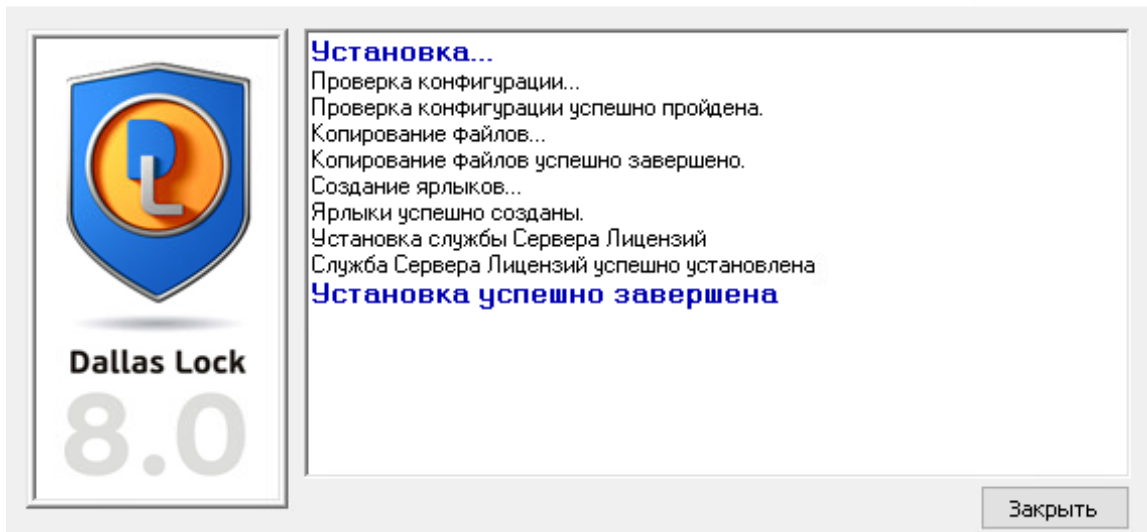 DL
Dallas Lock
8.0
Установка...
Проверка конфигурации...
Проверка конфигурации успешно пройдена.
Копирование файлов...
Копирование файлов успешно завершено.
Создание ярлыков...
Ярлыки успешно созданы.
Установка службы Сервера Лицензий
Служба Сервера Лицензий успешно установлена
Установка успешно завершена
Закрыть